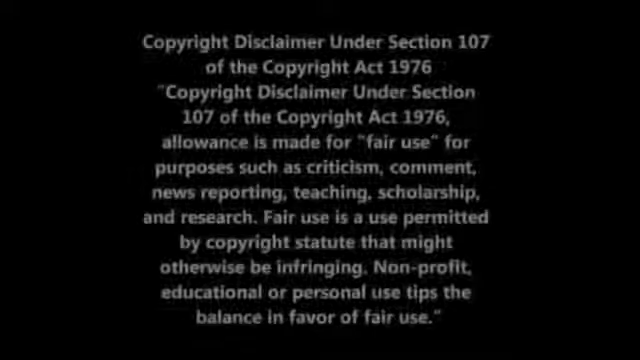 Copyright Disclaimer Under Section 107
of the Copyright Act 1976
"Copyright Disclaimer Under Section
107 of the Copyright Act 1976,
allowance is made for "fair use" for
purposes such as criticism, comment,
news reporting, teaching, scholarship,
and research. Fair use is a use permitted
by copyright statute that might
otherwise be infringing. Non-profit,
educational or personal use tips the
balance in favor of fair use."